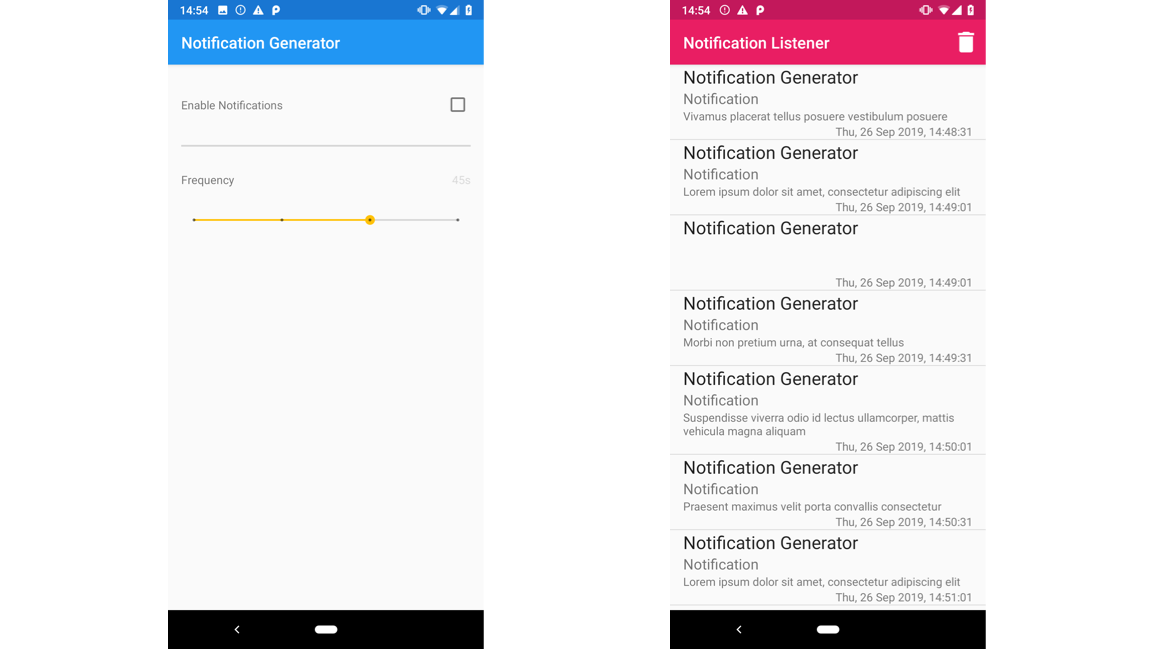 14:54
Notification Generator
Enable Notifications
Frequency 45s
14:54
Notification Listener
Notification Generator
Notification
Vivamus placerat tellus posuere vestibulum posuere
Thu, 26 Sep 2019, 14:48:31
Notification Generator
Notification
Lorem ipsum dolor sit amet, consectetur adipiscing elit
Thu, 26 Sep 2019, 14:49:01
Notification Generator
Thu, 26 Sep 2019, 14:49:01
Notification Generator
Notification
Morbi non pretium urna, at consequat tellus
Thu, 26 Sep 2019, 14:49:31
Notification Generator
Notification
Suspendisse viverra odio id lectus ullamcorper, mattis
vehicula magna aliquam
Thu, 26 Sep 2019, 14:50:01
Notification Generator
Notification
Praesent maximus velit porta convallis consectetur
Thu, 26 Sep 2019, 14:50:31
Notification Generator
Notification
Lorem ipsum dolor sit amet, consectetur adipiscing elit
Thu, 26 Sep 2019, 14:51:01